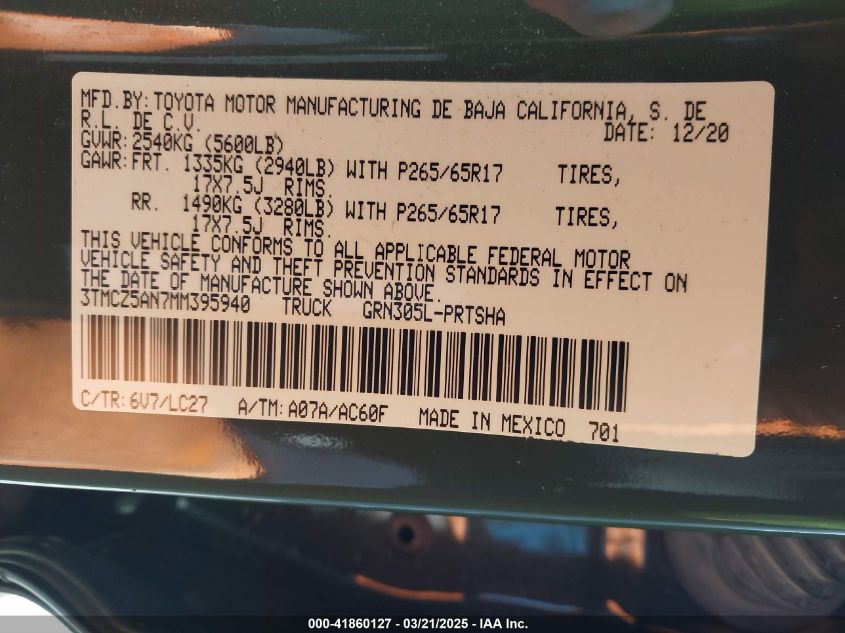 MFD.BY:TOYOTA MOTOR MANUFACTURING DE BAJA CALIFORNIA, S. DE
R.L. DE C.V. DATE: 12/20
GVWR:2540KG (5600LB)
GAWR:FRT. 1335KG (2940LB) WITH P265/65R17 TIRES,
17X7.5J RIMS.
RR. 1490KG (3280LB) WITH P265/65R17 TIRES,
17X7.5J RIMS.
THIS VEHICLE CONFORMS TO ALL APPLICABLE FEDERAL MOTOR
VEHICLE SAFETY AND THEFT PREVENTION STANDARDS IN EFFECT ON
THE DATE OF MANUFACTURE SHOWN ABOVE.
3TMCZ5AN7MM395940 TRUCK GRN305L-PRTSHA
C/TR:6V7/LC27 A/TM:A07A/AC60F MADE IN MEXICO 701
000-41860127 - 03/21/2025 - IAA Inc.